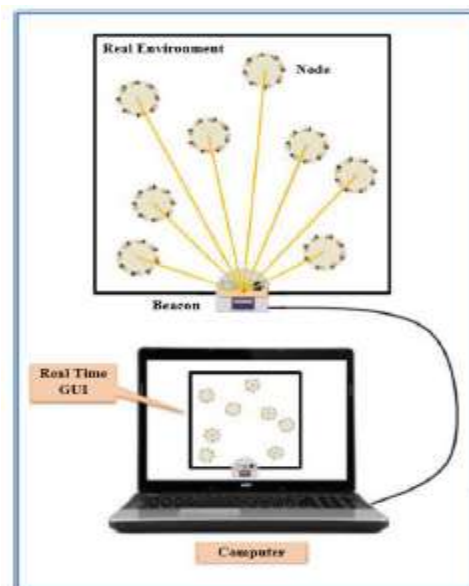 Real Environment
Node
Beacon
Real Time
GUI
Computer